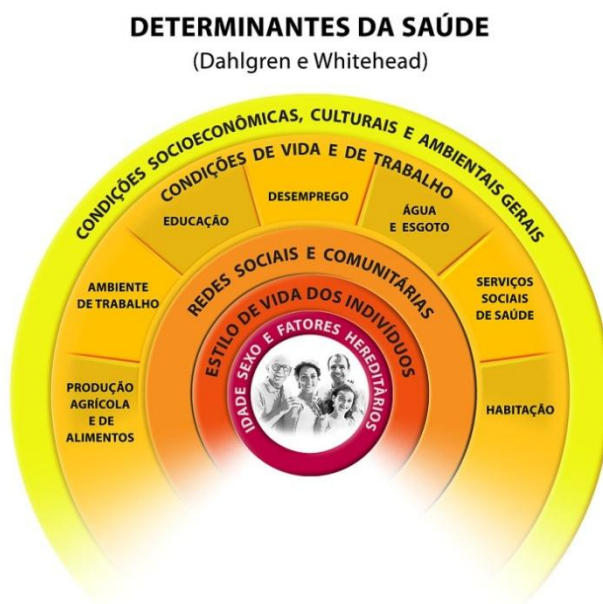 DETERMINANTES DA SAÚDE
(Dahlgren e Whitehead)
CONDIÇÕES SOCIOECONÔMICAS, CULTURAIS E AMBIENTAIS GERAIS
CONDIÇÕES DE VIDA E DE TRABALHO
PRODUÇÃO
AGRÍCOLA
E DE
ALIMENTOS
AMBIENTE
DE TRABALHO
EDUCAÇÃO
DESEMPREGO
ÁGUA
E ESGOTO
SERVIÇOS
SOCIAIS
DE SAÚDE
HABITAÇÃO
REDES SOCIAIS E COMUNITÁRIAS
ESTILO DE VIDA DOS INDIVÍDUOS
IDADE SEXO E FATORES HEREDITÀRIOS